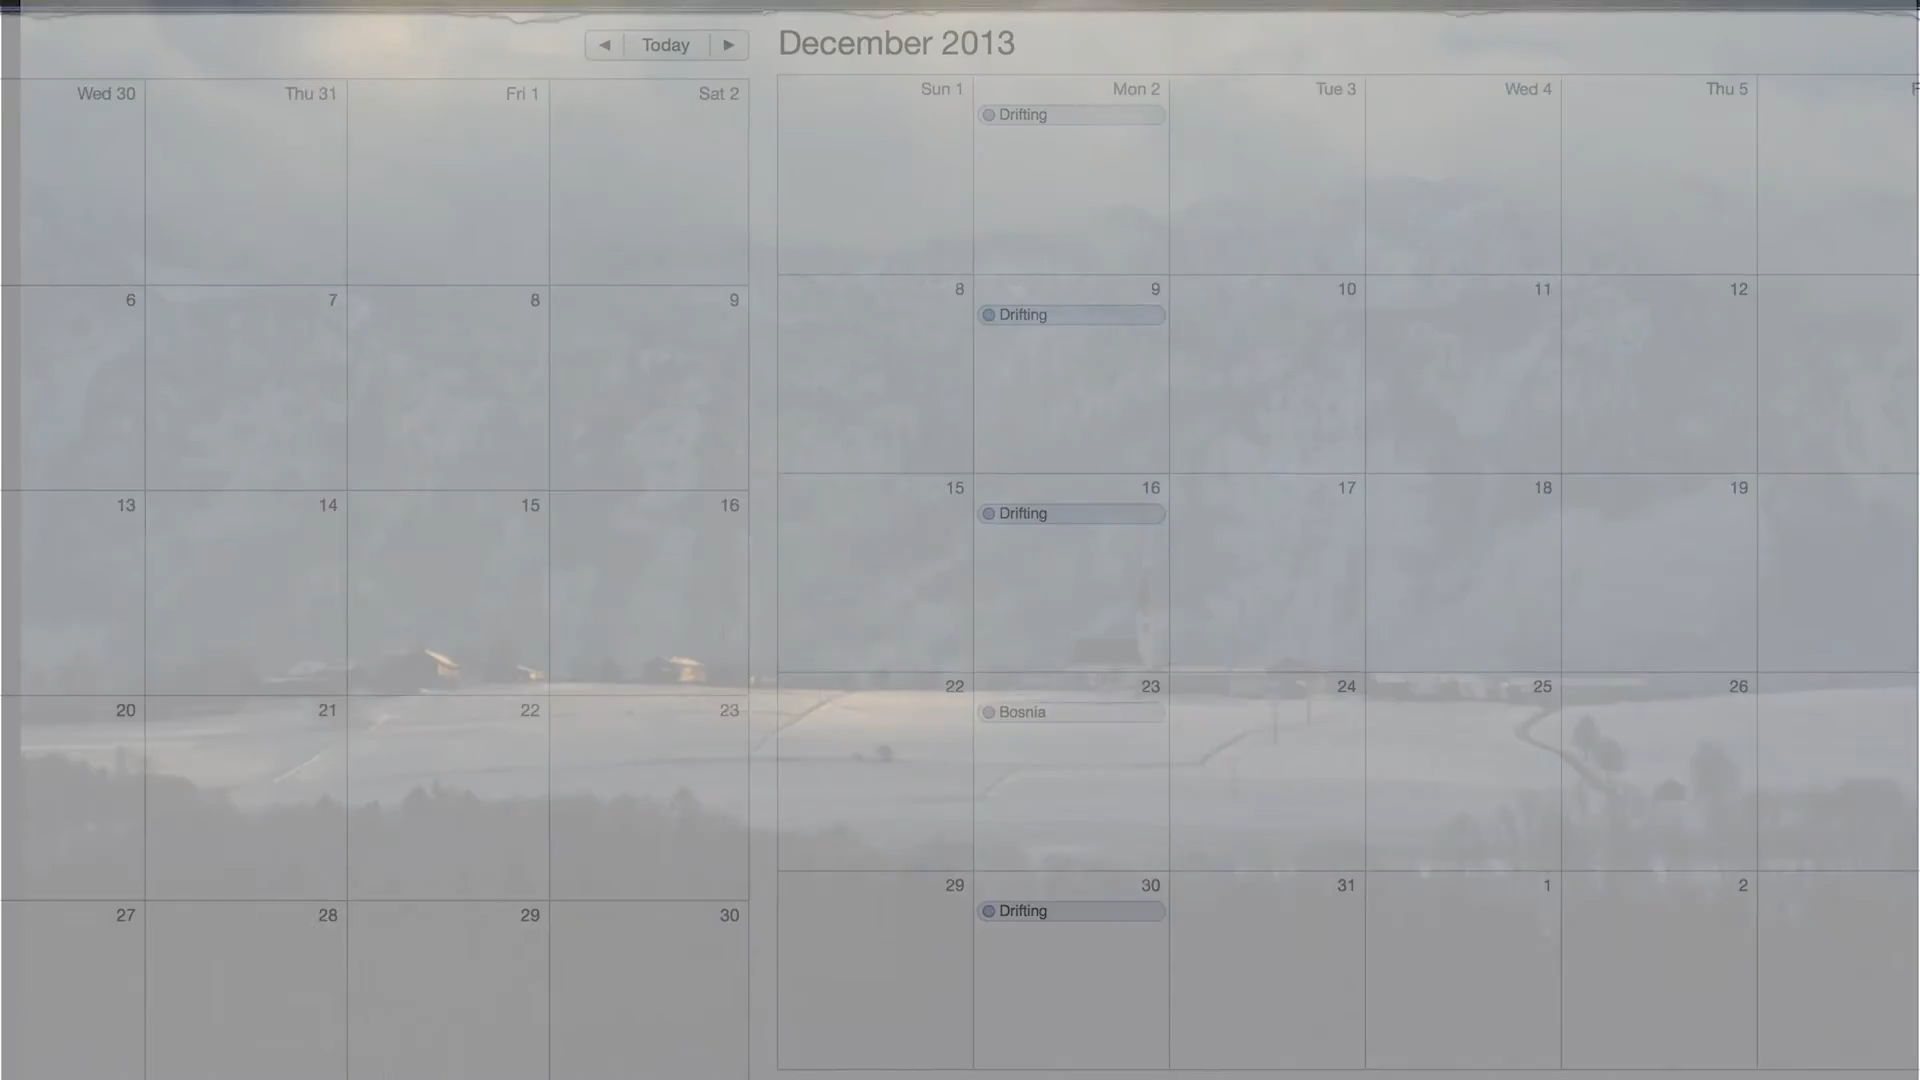 ◀ Today ▶
Wed 30 Thu 31 Fri 1 Sat 2
6 7 8 9
13 14 15 16
20 21 22 23
27 28 29 30
December 2013
Sun 1 Mon 2 Tue 3 Wed 4 Thu 5 F
Drifting
8 9 10 11 12
Drifting
15 16 17 18 19
Drifting
22 23 24 25 26
Bosnia
29 30 31 1 2
Drifting